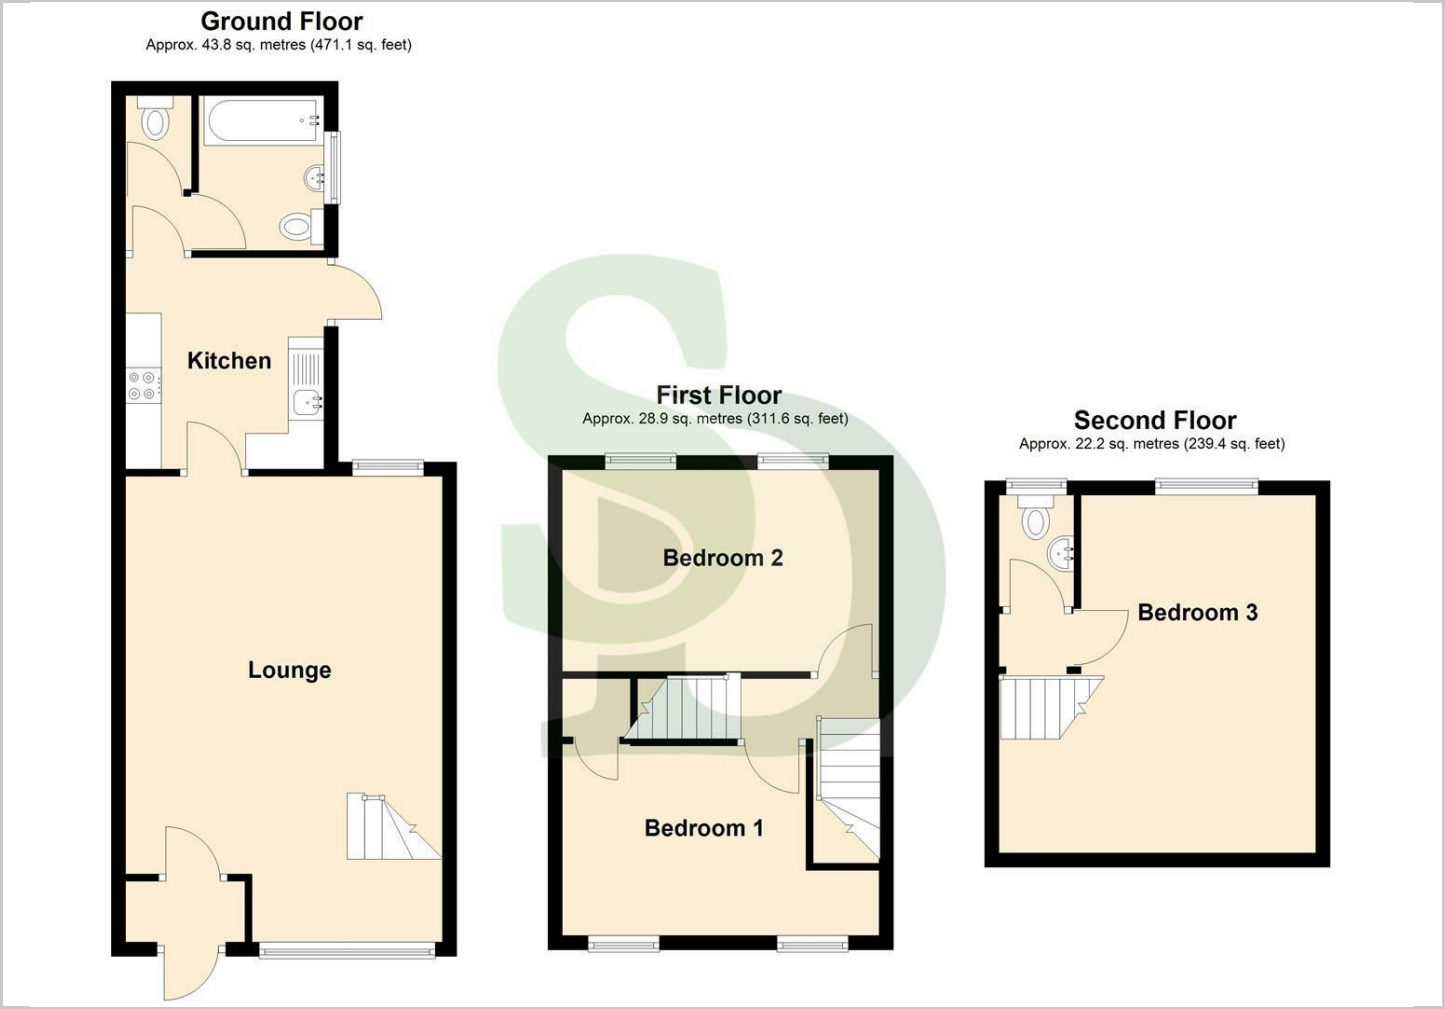 Ground Floor
Approx. 43.8 sq. metres (471.1 sq. feet)
Kitchen
Lounge
First Floor
Approx. 28.9 sq. metres (311.6 sq. feet)
Bedroom 2
Bedroom 1
Second Floor
Approx. 22.2 sq. metres (239.4 sq. feet)
Bedroom 3